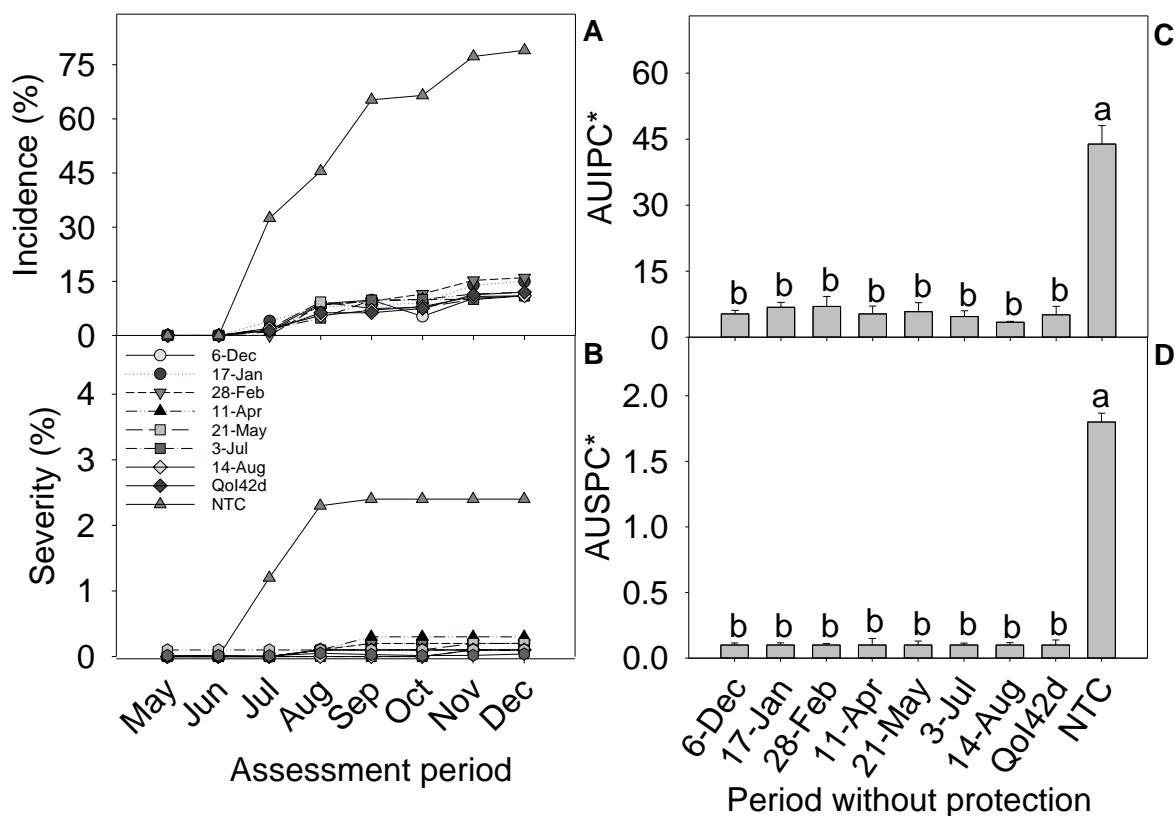 A
Incidence (%)
75
60
45
30
15
0
B
Severity (%)
4
3
2
1
0
6-Dec
17-Jan
28-Feb
11-Apr
21-May
3-Jul
14-Aug
QoI42d
NTC
May
Jun
Jul
Aug
Sep
Oct
Nov
Dec
Assessment period
C
AUIPC*
60
45
30
15
0
b b b b b b b b a
D
AUSPC*
2.0
1.5
1.0
0.5
0.0
b b b b b b b b a
6-Dec
17-Jan
28-Feb
11-Apr
21-May
3-Jul
14-Aug
QoI42d
NTC
Period without protection